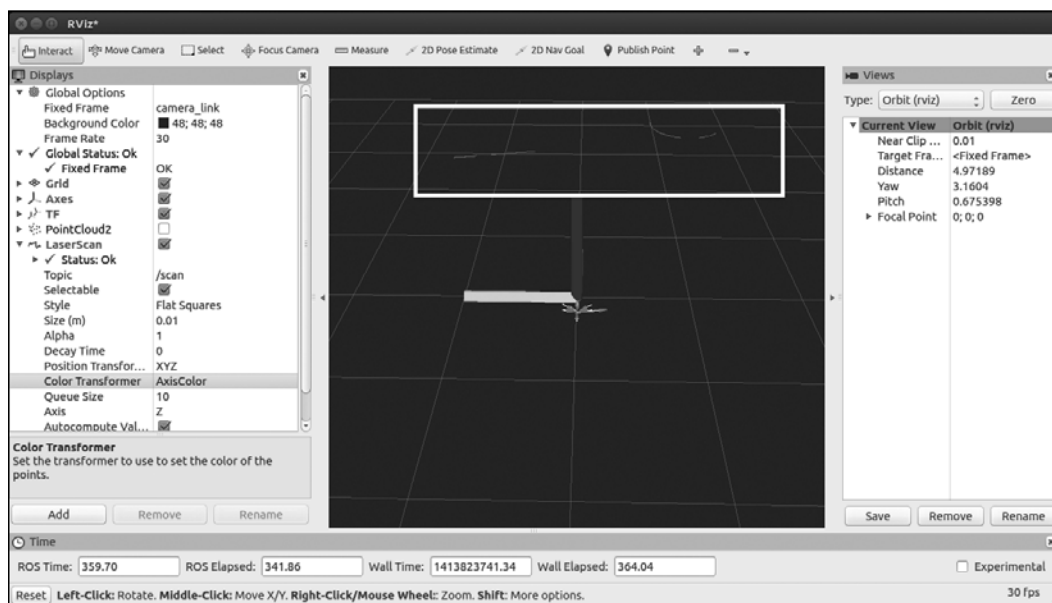 RViz*
Interact Move Camera Select Focus Camera Measure 2D Pose Estimate 2D Nav Goal Publish Point
Displays
Global Options
Fixed Frame camera_link
Background Color 48; 48; 48
Frame Rate 30
Global Status: Ok
Fixed Frame OK
Grid
Axes
TF
PointCloud2
LaserScan
Status: Ok
Topic /scan
Selectable
Style Flat Squares
Size (m) 0.01
Alpha 1
Decay Time 0
Position Transfor... XYZ
Color Transformer AxisColor
Queue Size 10
Axis Z
Autocompute Val...
Color Transformer
Set the transformer to use to set the color of the
points.
Add Remove Rename
Views
Type: Orbit (rviz) Zero
Current View Orbit (rviz)
Near Clip ... 0.01
Target Fra... <Fixed Frame>
Distance 4.97189
Yaw 3.1604
Pitch 0.675398
Focal Point 0; 0; 0
Save Remove Rename
Time
ROS Time: 359.70 ROS Elapsed: 341.86 Wall Time: 1413823741.34 Wall Elapsed: 364.04 Experimental
Reset Left-Click: Rotate. Middle-Click: Move X/Y. Right-Click/Mouse Wheel:: Zoom. Shift: More options. 30 fps